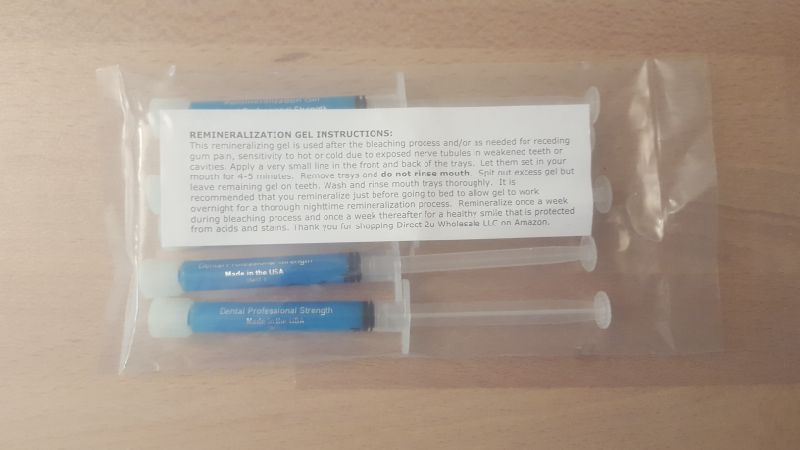 Remineralization Gel
Professional Strength
REMINERALIZATION GEL INSTRUCTIONS:
This remineralizing gel is used after the bleaching process and/or as needed for receding
gum pain, sensitivity to hot or cold due to exposed nerve tubules in weakened teeth or
cavities. Apply a very small line in the front and back of the trays. Let them set in your
mouth for 4-5 minutes. Remove trays and do not rinse mouth. Spit out excess gel but
leave remaining gel on teeth. Wash and rinse mouth trays thoroughly. It is
recommended that you remineralize just before going to bed to allow gel to work
overnight for a thorough nighttime remineralization process. Remineralize once a week
during bleaching process and once a week thereafter for a healthy smile that is protected
from acids and stains. Thank you for shopping Direct 2u Wholesale LLC on Amazon.
Dental Professional Strength
Made in the USA
Dental Professional Strength
Made in the USA